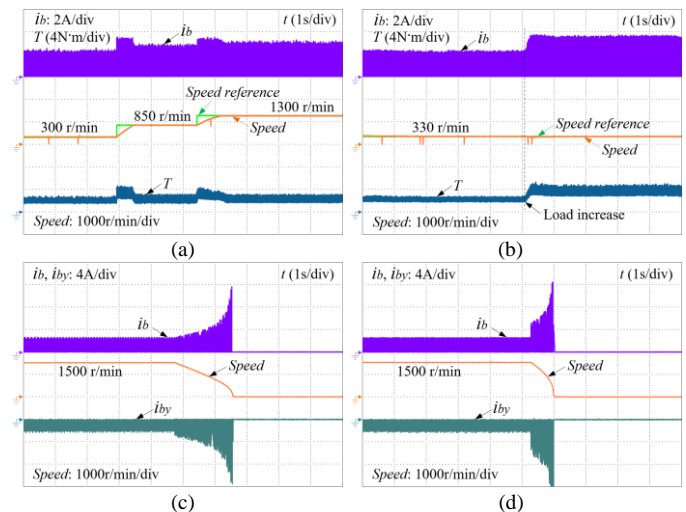 ib: 2A/div
t (1s/div)
T (4N·m/div)
ib
Speed reference
1300 r/min
850 r/min
300 r/min
Speed
T
Speed: 1000r/min/div
(a)
ib: 2A/div
t (1s/div)
T (4N·m/div)
ib
330 r/min
Speed reference
Speed
T
Load increase
Speed: 1000r/min/div
(b)
ib, iby: 4A/div
t (1s/div)
ib
1500 r/min
Speed
iby
Speed: 1000r/min/div
(c)
ib, iby: 4A/div
t (1s/div)
ib
1500 r/min
Speed
iby
Speed: 1000r/min/div
(d)